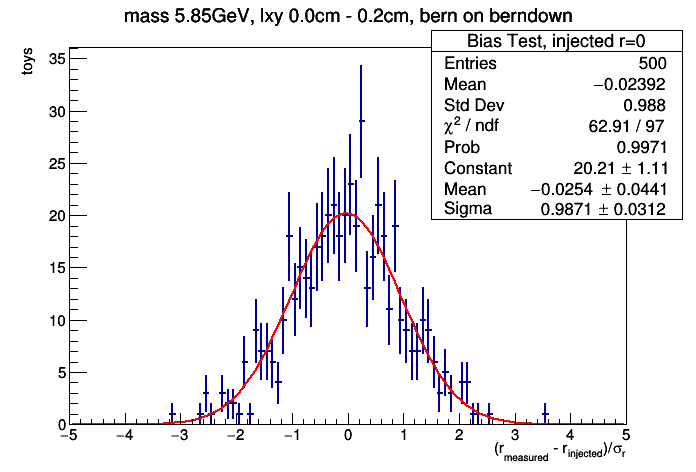 mass 5.85GeV, lxy 0.0cm - 0.2cm, bern on berndown
Bias Test, injected r=0
Entries 500
Mean −0.02392
Std Dev 0.988
χ² / ndf 62.91 / 97
Prob 0.9971
Constant 20.21 ± 1.11
Mean −0.0254 ± 0.0441
Sigma 0.9871 ± 0.0312
toys
35
30
25
20
15
10
5
0
−5 −4 −3 −2 −1 0 1 2 3 4 5
(r_measured - r_injected)/σ_r